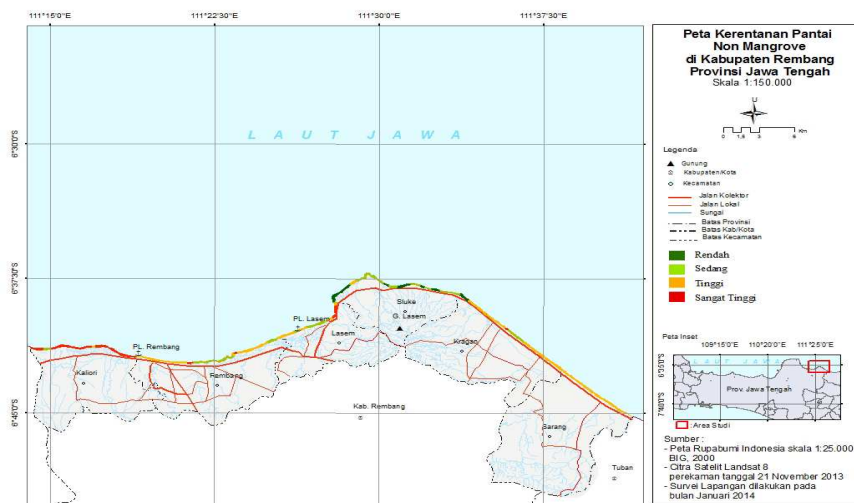 111°15'0"E
111°22'30"E
111°30'0"E
111°37'30"E
6°30'0"S
6°37'30"S
6°45'0"S
LAUT JAWA
PL. Rembang
PL. Lasem
Sluke
G. Lasem
Lasem
Kragan
Kaliori
Rembang
Kab. Rembang
Sarang
Tuban
Peta Kerentanan Pantai
Non Mangrove
di Kabupaten Rembang
Provinsi Jawa Tengah
Skala 1:150.000
U
0 1,5 3 6 Km
Legenda
Gunung
Kabupaten/Kota
Kecamatan
Jalan Kolektor
Jalan Lokal
Sungai
Batas Provinsi
Batas Kab/Kota
Batas Kecamatan
Rendah
Sedang
Tinggi
Sangat Tinggi
Peta Inset
109°15'0"E 110°20'0"E 111°25'0"E
LAUT JAWA
Prov. Jawa Tengah
: Area Studi
Sumber :
- Peta Rupabumi Indonesia skala 1:25.000
BIG, 2000
- Citra Satelit Landsat 8
perekaman tanggal 21 November 2013
- Survei Lapangan dilakukan pada
bulan Januari 2014